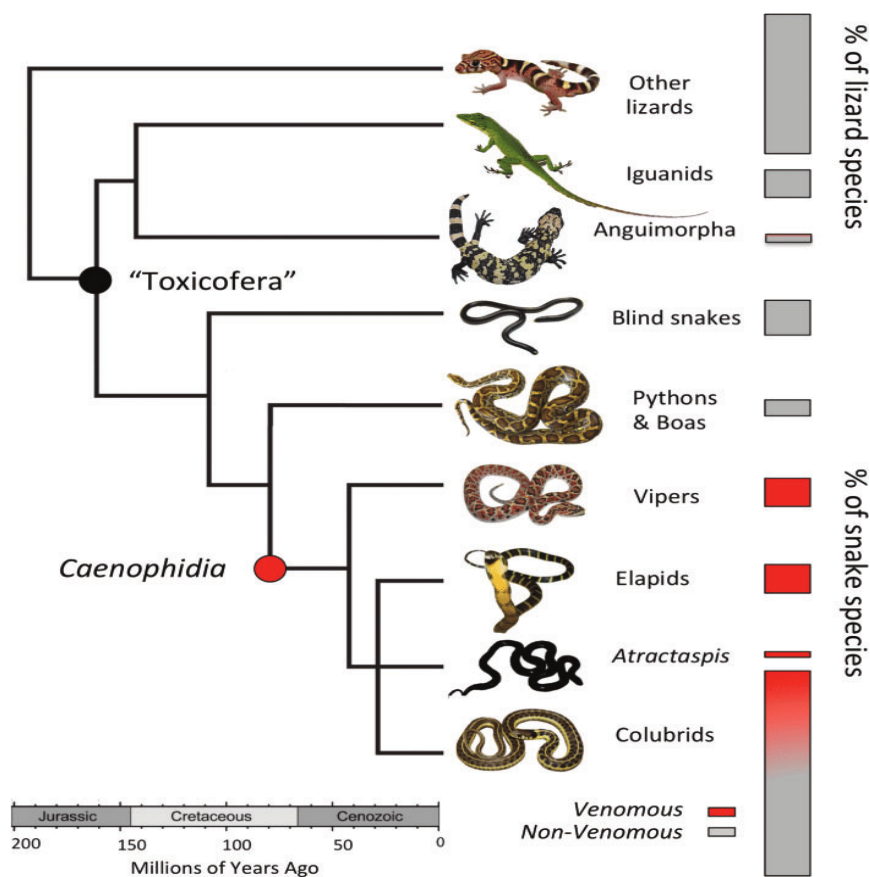 Other
lizards
Iguanids
Anguimorpha
“Toxicofera”
Blind snakes
Pythons
& Boas
Vipers
Caenophidia
Elapids
Atractaspis
Colubrids
% of lizard species
% of snake species
Venomous
Non-Venomous
Jurassic Cretaceous Cenozoic
200 150 100 50 0
Millions of Years Ago